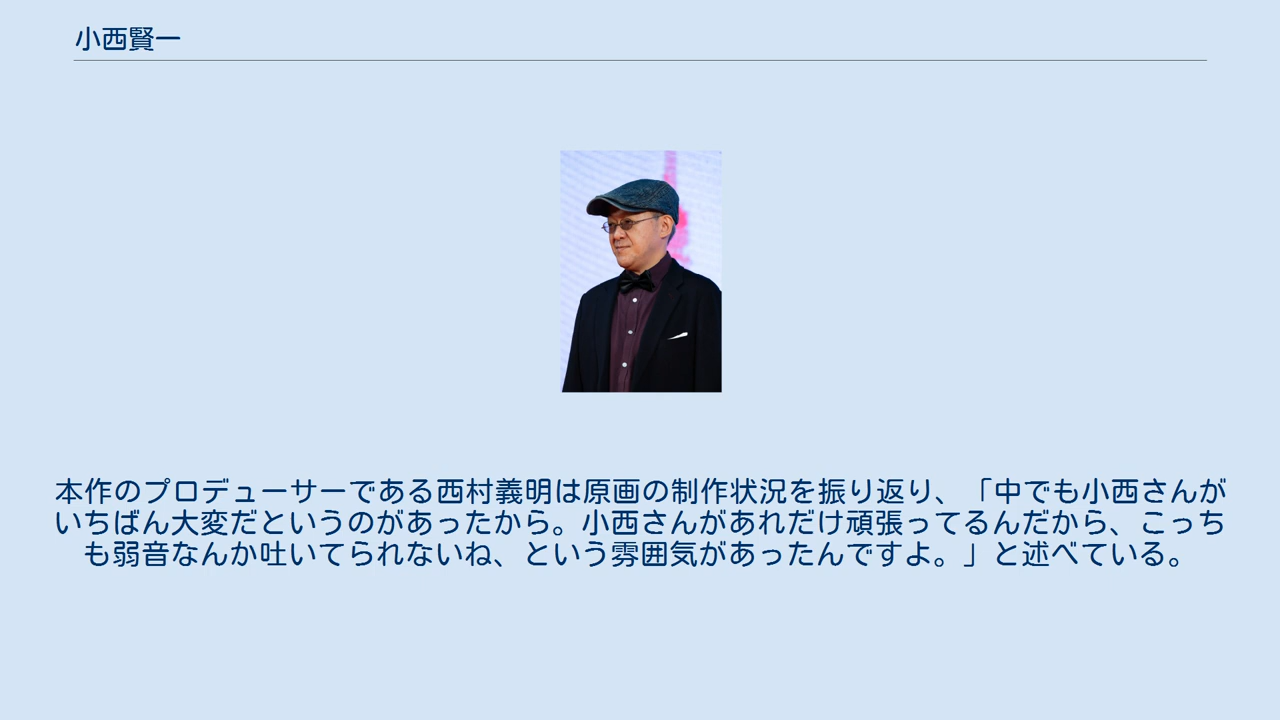 小西賢一
本作のプロデューサーである西村義明は原画の制作状況を振り返り、「中でも小西さんが
いちばん大変だというのがあったから。小西さんがあれだけ頑張ってるんだから、こっち
も弱音なんか吐いてられないね、という雰囲気があったんですよ。」と述べている。